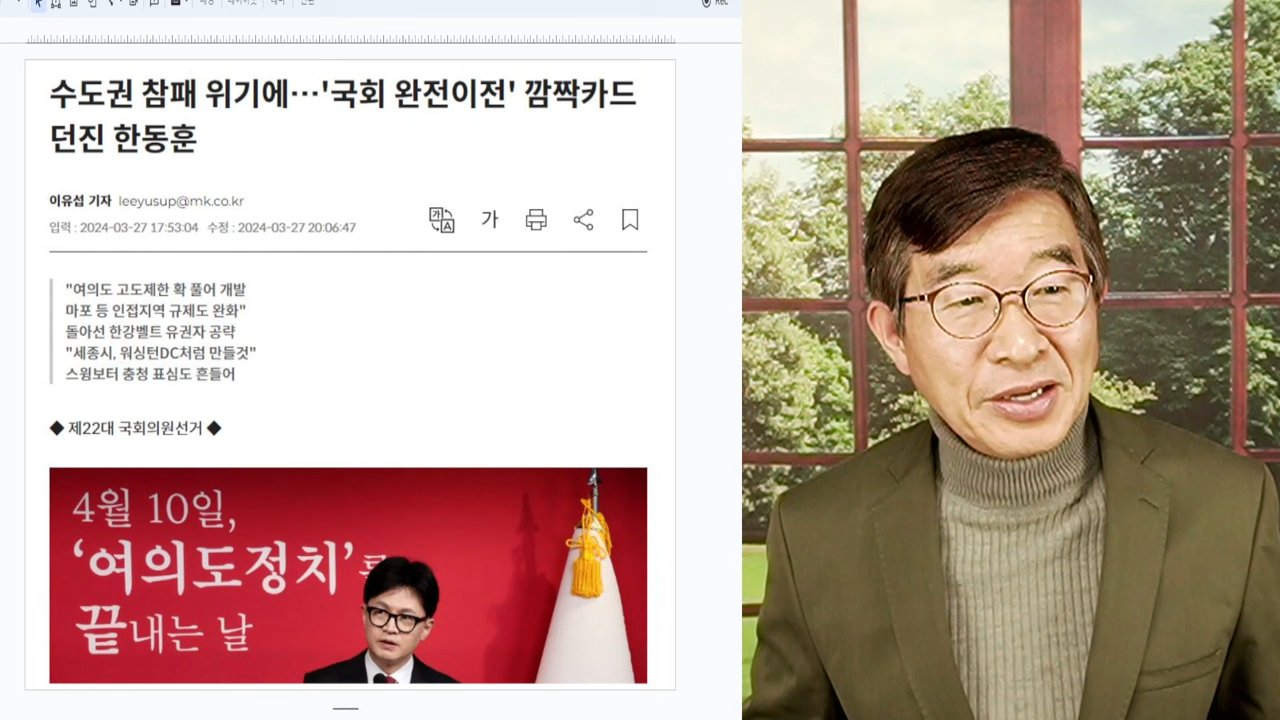 수도권 참패 위기에…'국회 완전이전' 깜짝카드
던진 한동훈
이유섭 기자 leeyusup@mk.co.kr
입력 : 2024-03-27 17:53:04 수정 : 2024-03-27 20:06:47
가
"여의도 고도제한 확 풀어 개발
마포 등 인접지역 규제도 완화"
돌아선 한강벨트 유권자 공략
"세종시, 워싱턴DC처럼 만들것"
스윙보터 충청 표심도 흔들어
◆ 제22대 국회의원선거 ◆
4월 10일,
'여의도정치'를
끝내는 날